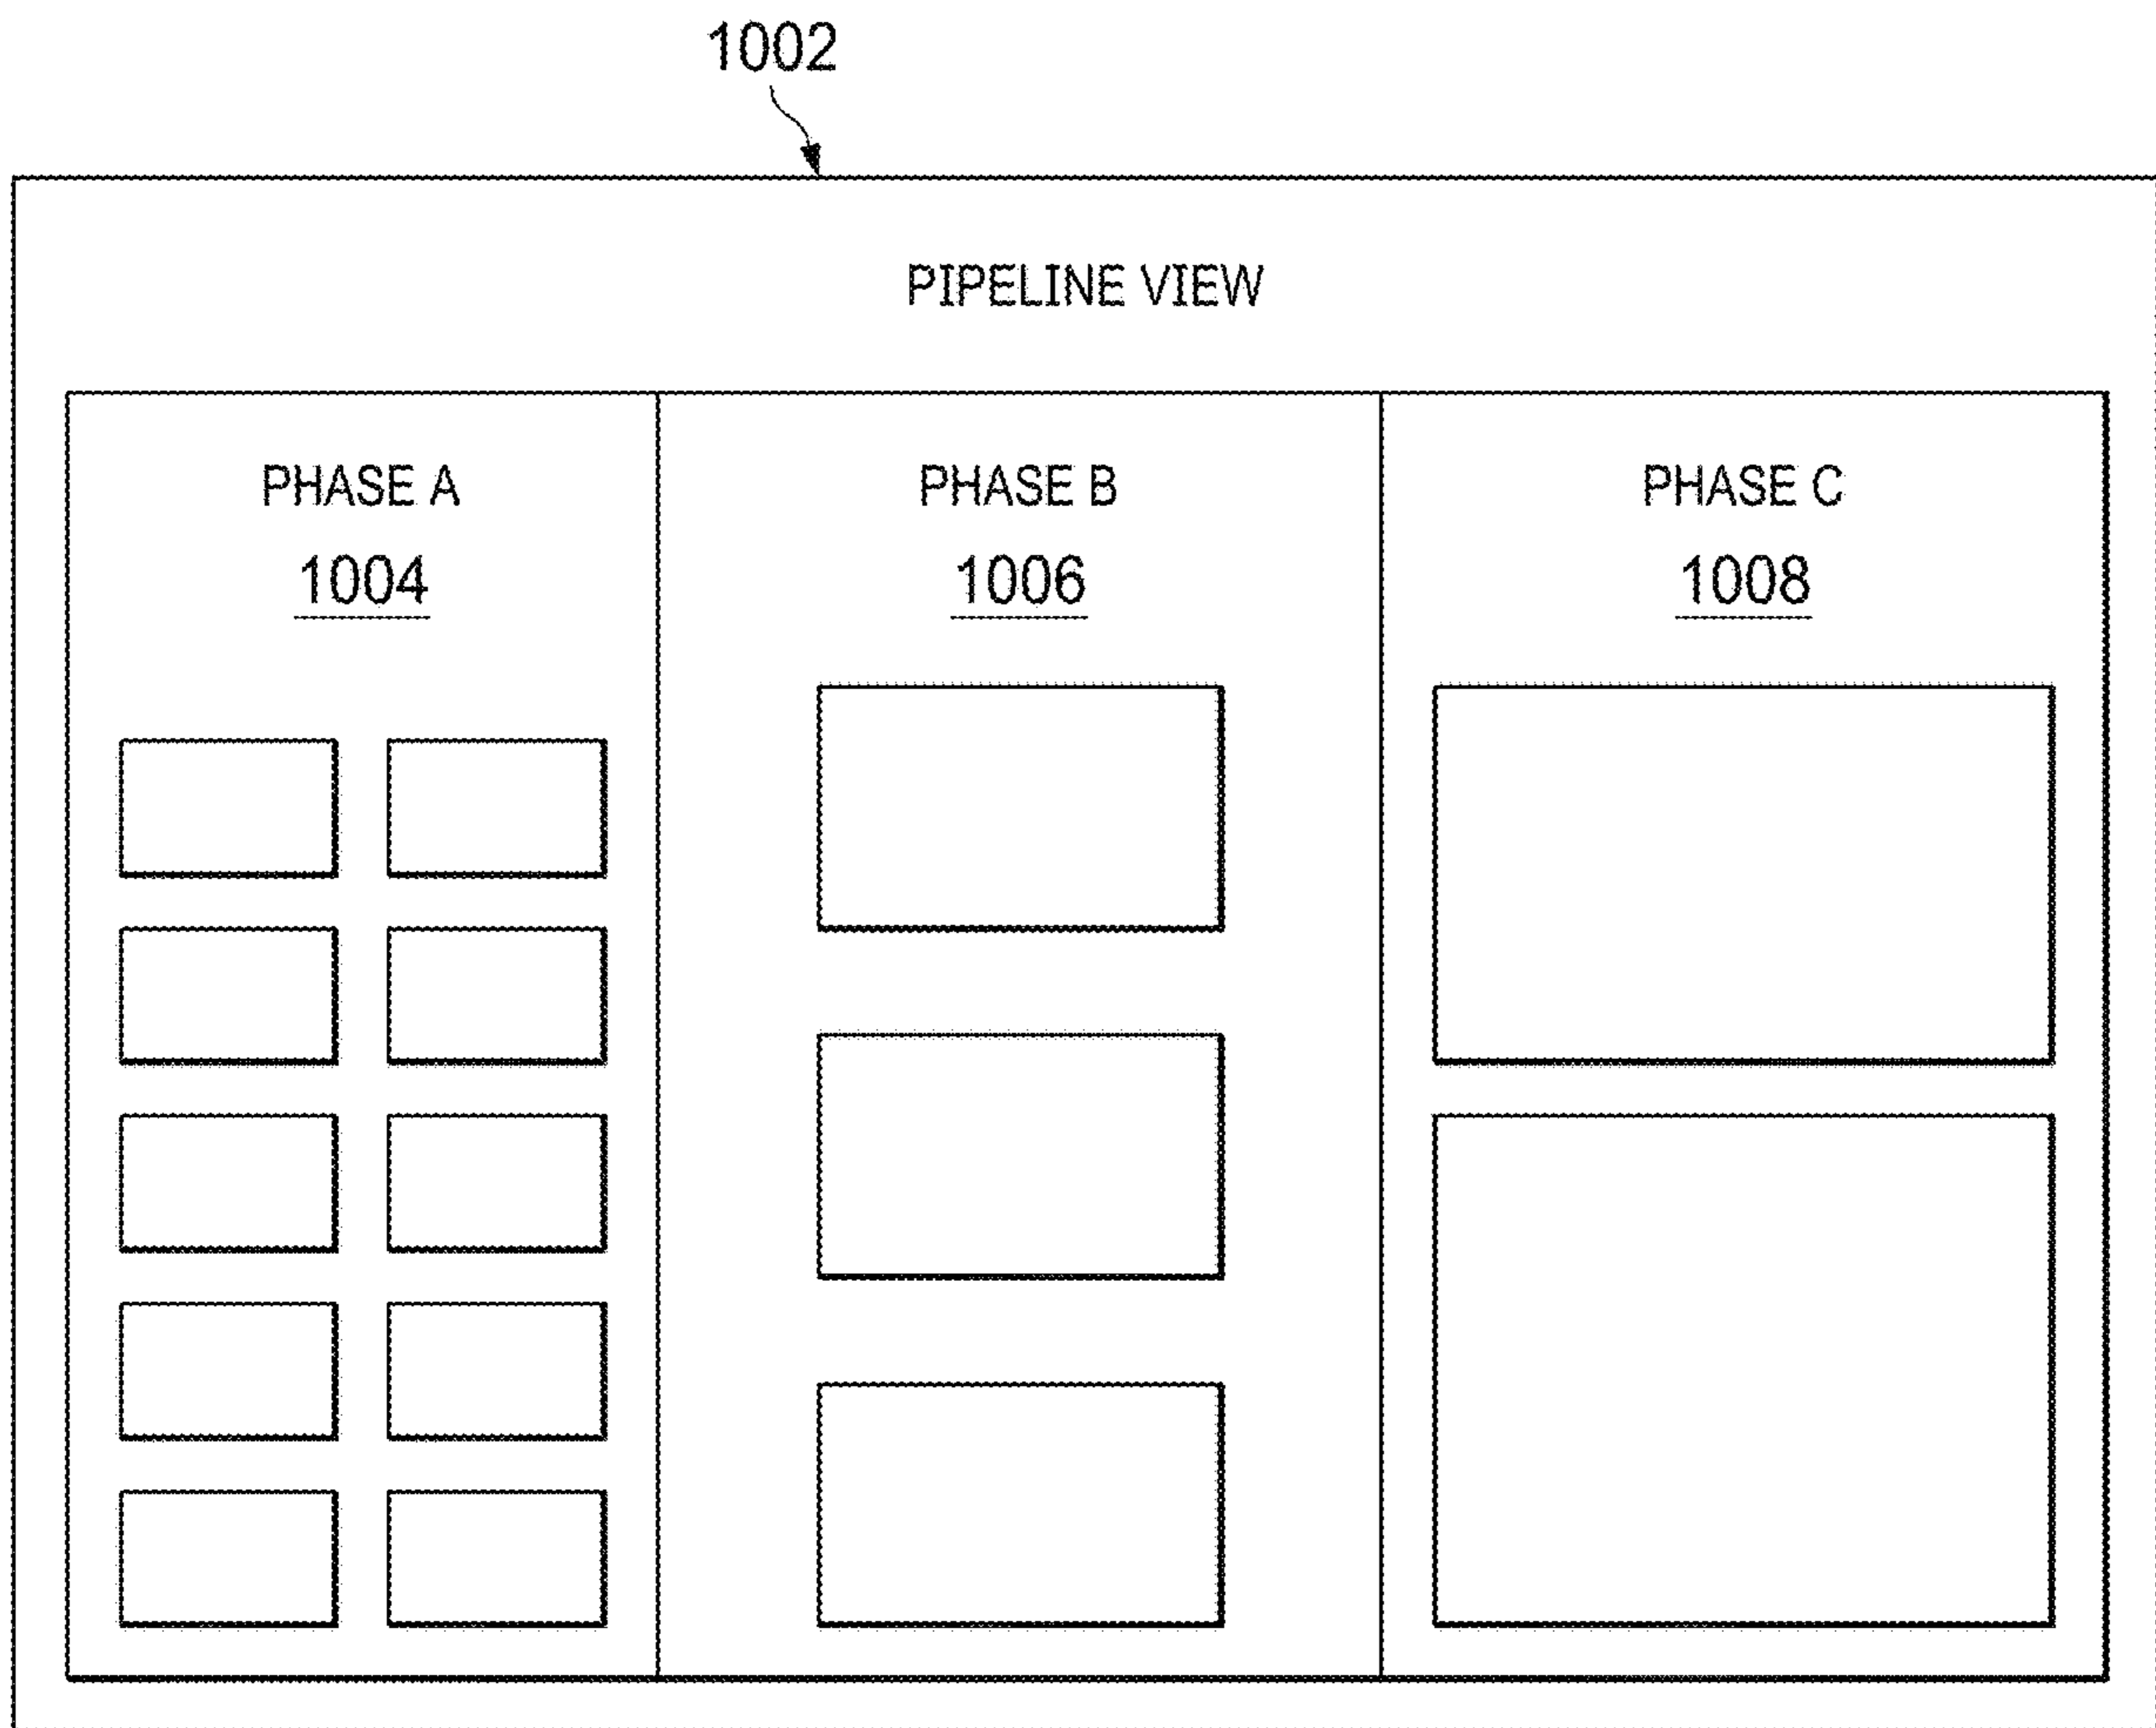 1002
PIPELINE VIEW
PHASE A
1004
PHASE B
1006
PHASE C
1008